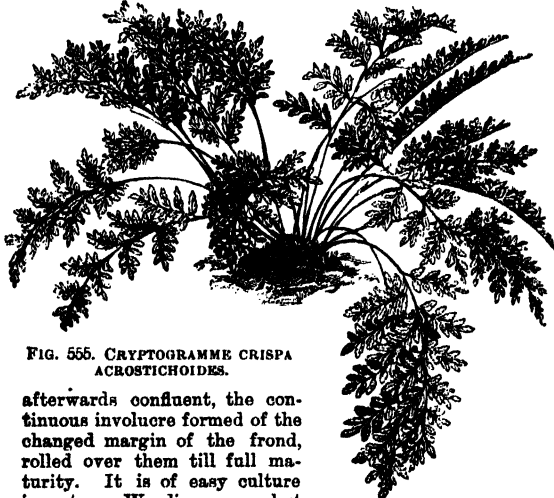 FIG. 555. CRYPTOGRAMME CRISPA
ACROSTICHOIDES.
afterwards confluent, the con-
tinuous involucre formed of the
changed margin of the frond,
rolled over them till full ma-
turity. It is of easy culture